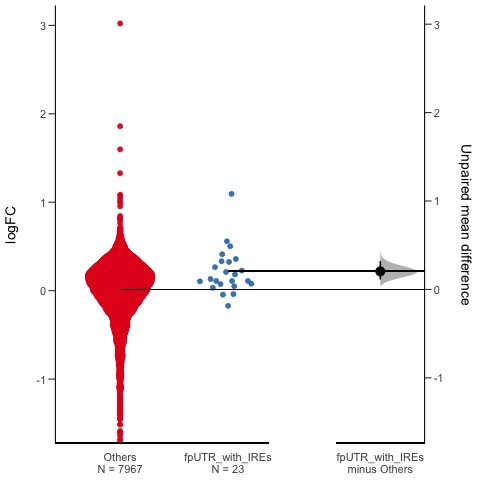 3
2
1
0
-1
logFC
3
2
1
0
-1
Unpaired mean difference
Others
N = 7967
fpUTR_with_IREs
N = 23
fpUTR_with_IREs
minus Others